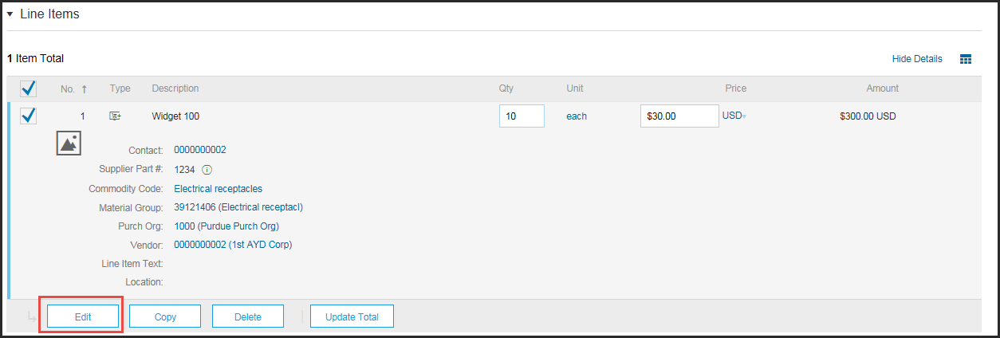 Line Items
1 Item Total
Hide Details
No. ↑ Type Description Qty Unit Price Amount
1 Widget 100 10 each $30.00 USD $300.00 USD
Contact: 0000000002
Supplier Part #: 1234
Commodity Code: Electrical receptacles
Material Group: 39121406 (Electrical receptacl)
Purch Org: 1000 (Purdue Purch Org)
Vendor: 0000000002 (1st AYD Corp)
Line Item Text:
Location:
Edit Copy Delete Update Total